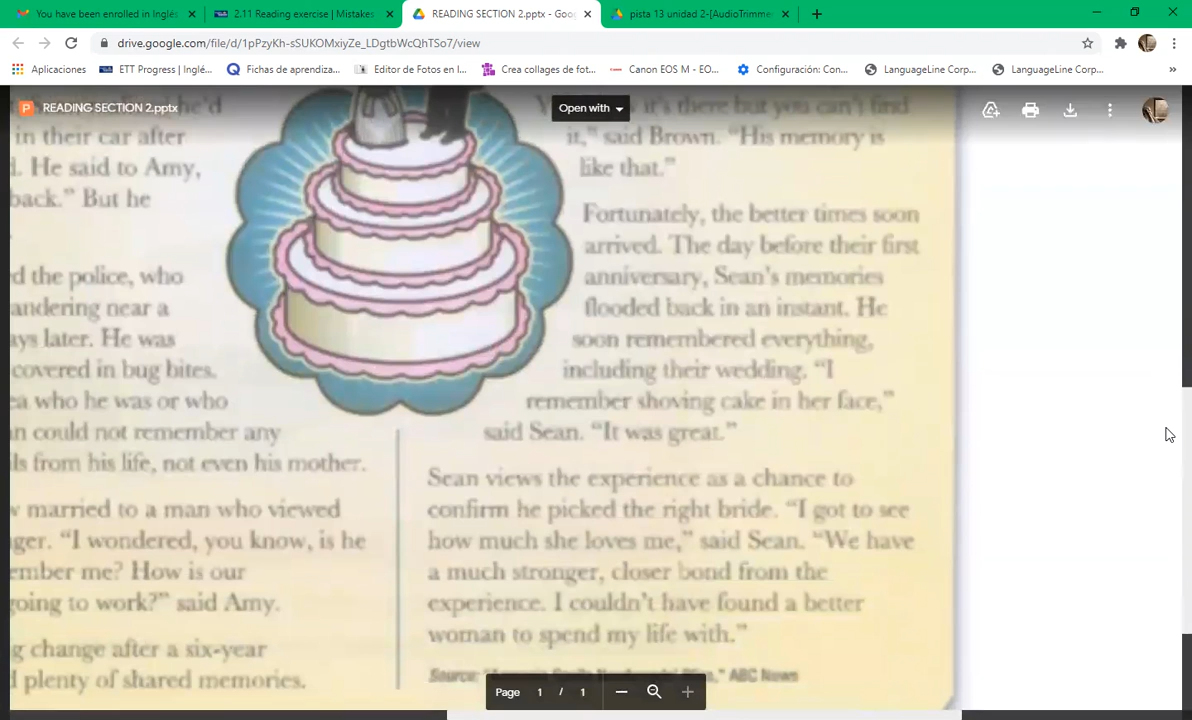 You have been enrolled in Inglés
2.11 Reading exercise | Mistakes
READING SECTION 2.pptx - Goo
pista 13 unidad 2-[AudioTrimme
drive.google.com/file/d/1pPzyKh-sSUKOMxiyZe_LDgtbWcQhTSo7/view
Aplicaciones
ETT Progress | Inglé...
Fichas de aprendiza...
Editor de Fotos en l...
Crea collages de fot...
Canon EOS M - EO...
Configuración: Con...
LanguageLine Corp...
LanguageLine Corp...
READING SECTION 2.pptx
Open with
he'd
in their car after
. He said to Amy,
back." But he
d the police, who
andering near a
ays later. He was
covered in bug bites.
ea who he was or who
n could not remember any
ls from his life, not even his mother.
w married to a man who viewed
ger. "I wondered, you know, is he
ember me? How is our
going to work?" said Amy.
g change after a six-year
d plenty of shared memories.
it's there but you can't find
it," said Brown. "His memory is
like that."
Fortunately, the better times soon
arrived. The day before their first
anniversary, Sean's memories
flooded back in an instant. He
soon remembered everything,
including their wedding. "I
remember shoving cake in her face,"
said Sean. "It was great."
Sean views the experience as a chance to
confirm he picked the right bride. "I got to see
how much she loves me," said Sean. "We have
a much stronger, closer bond from the
experience. I couldn't have found a better
woman to spend my life with."
Source: ABC News
Page 1 / 1